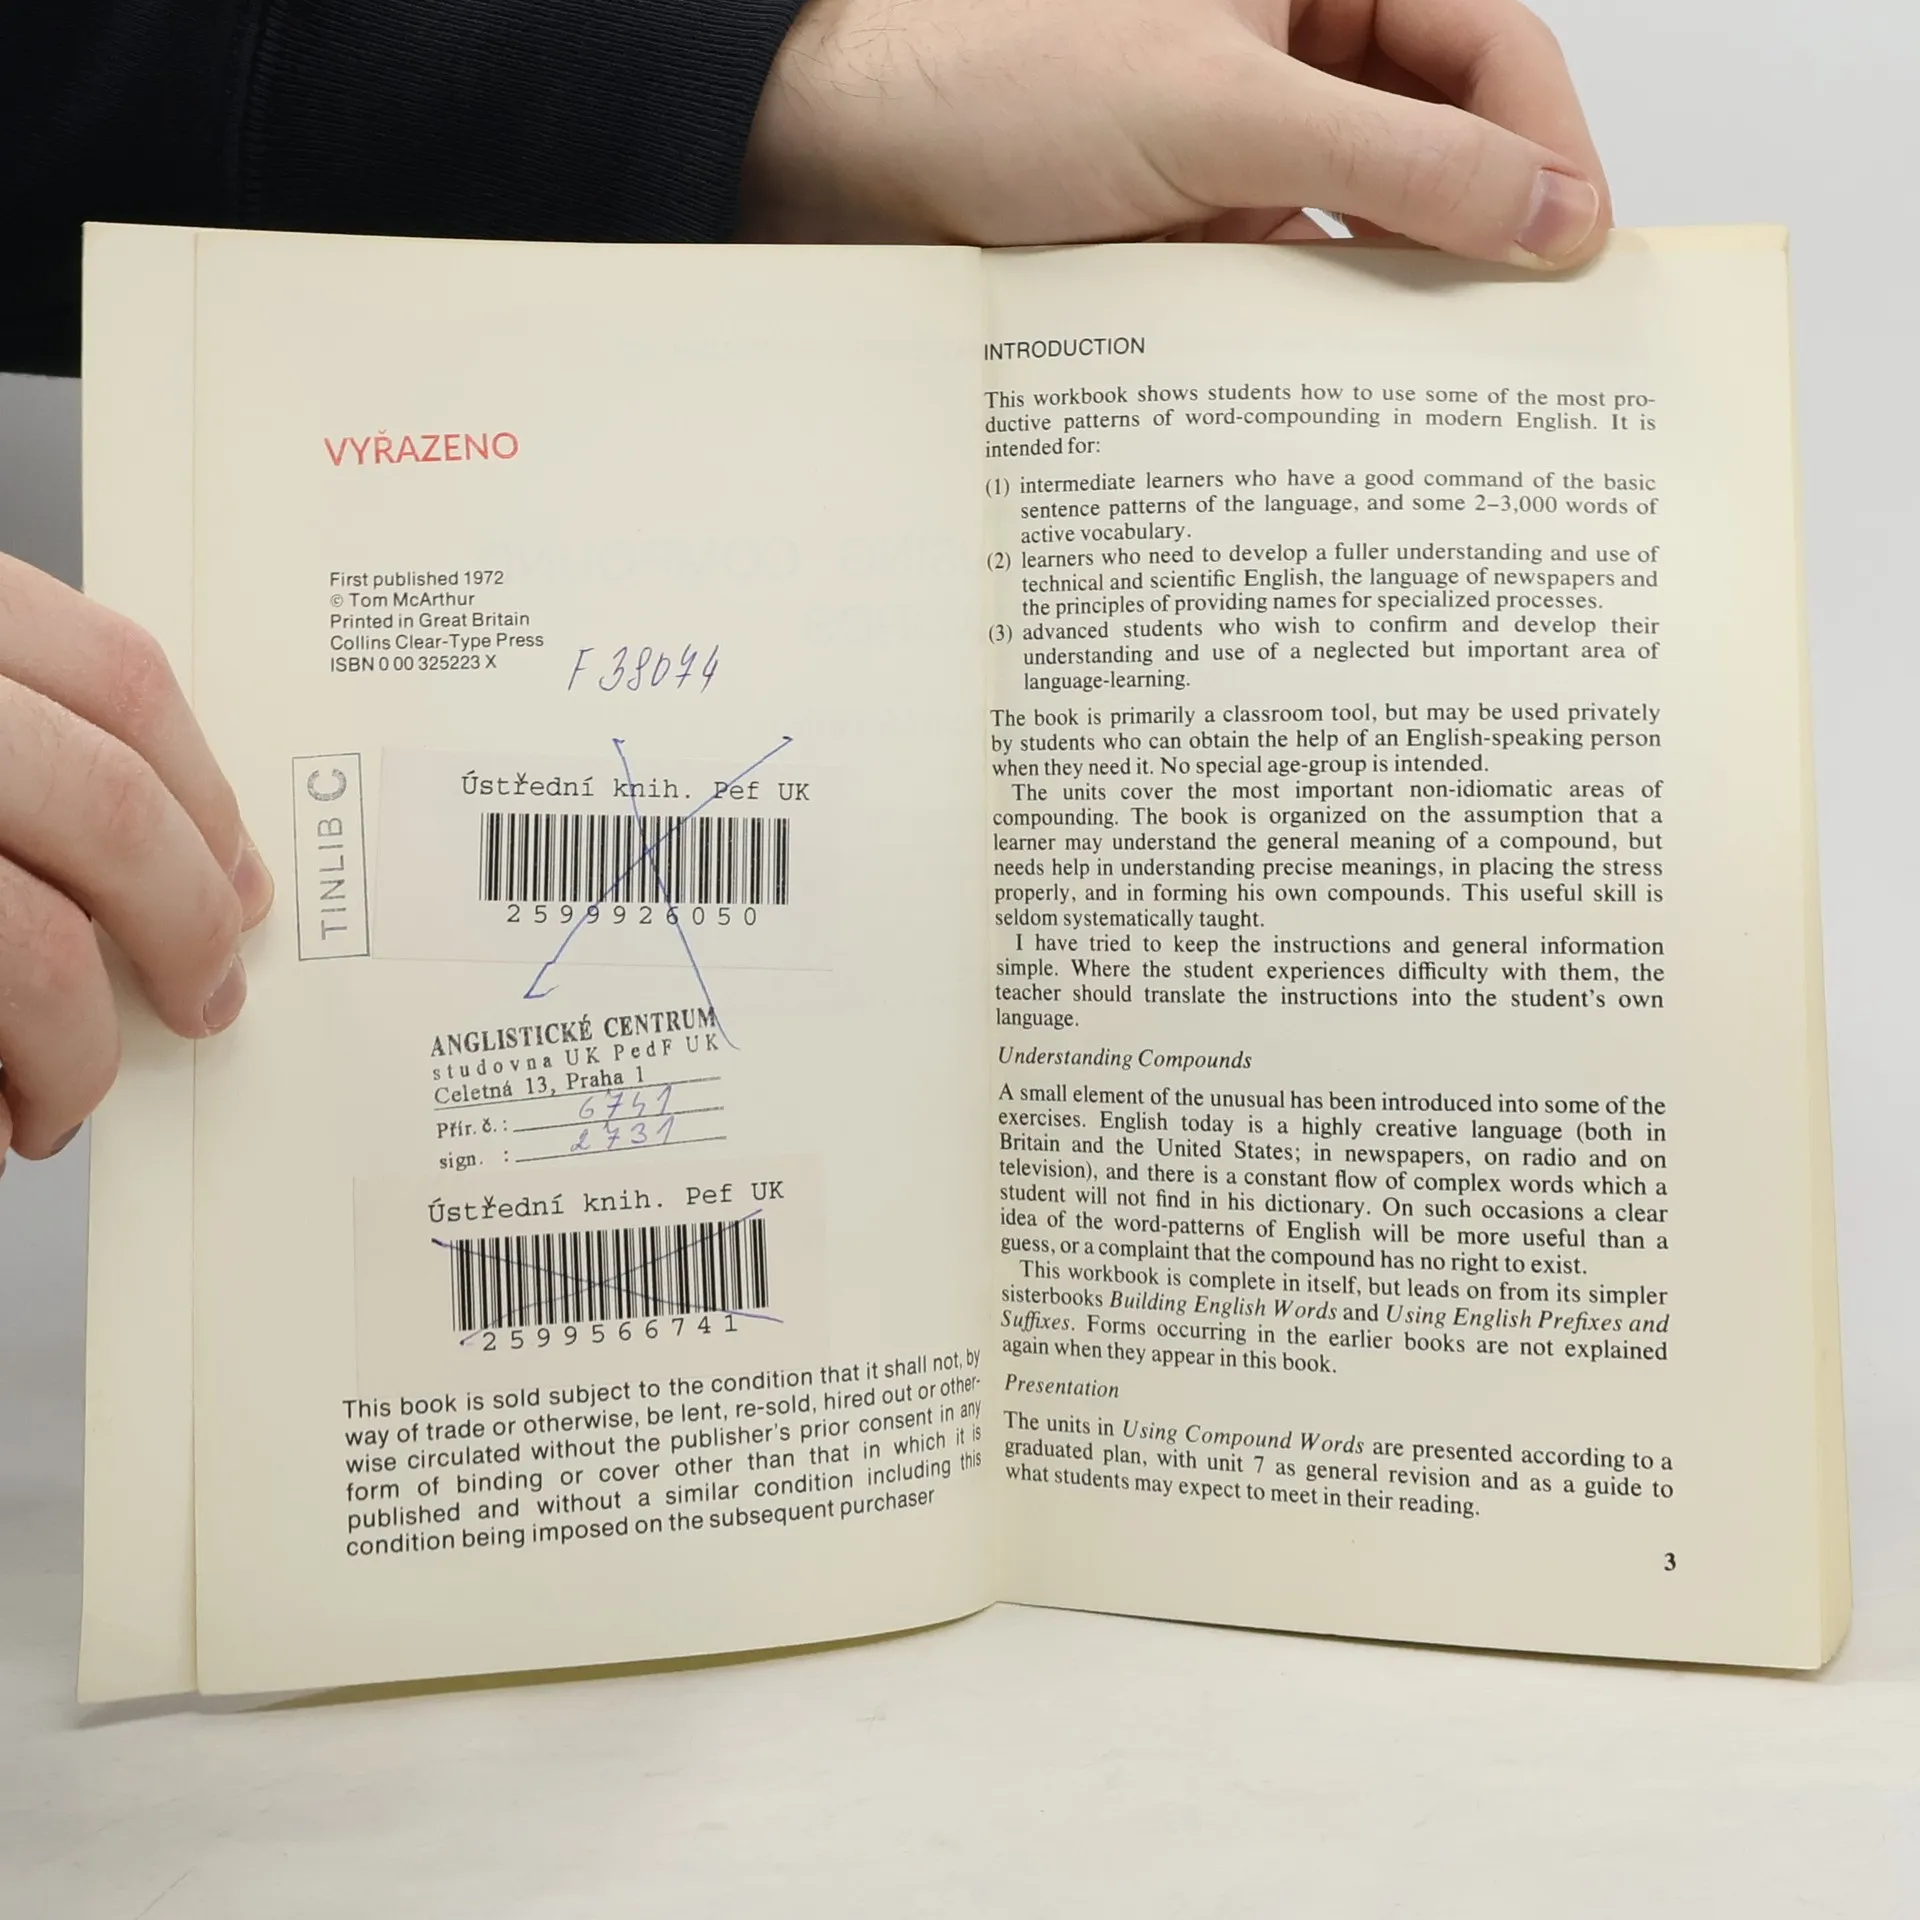 VYŘAZENO
First published 1972
© Tom McArthur
Printed in Great Britain
Collins Clear-Type Press
ISBN 0 00 325223 X
F 38074
TINLIB C
Ústřední knih. Pef UK
2599926050
ANGLISTICKÉ CENTRUM
studovna UK PedF UK
Celetná 13, Praha 1
Přír. č.: 6741
sign. : 2731
Ústřední knih. Pef UK
2599566741
This book is sold subject to the condition that it shall not, by
way of trade or otherwise, be lent, re-sold, hired out or other-
wise circulated without the publisher's prior consent in any
form of binding or cover other than that in which it is
published and without a similar condition including this
condition being imposed on the subsequent purchaser
INTRODUCTION
This workbook shows students how to use some of the most pro-
ductive patterns of word-compounding in modern English. It is
intended for:
(1) intermediate learners who have a good command of the basic
sentence patterns of the language, and some 2–3,000 words of
active vocabulary.
(2) learners who need to develop a fuller understanding and use of
technical and scientific English, the language of newspapers and
the principles of providing names for specialized processes.
(3) advanced students who wish to confirm and develop their
understanding and use of a neglected but important area of
language-learning.
The book is primarily a classroom tool, but may be used privately
by students who can obtain the help of an English-speaking person
when they need it. No special age-group is intended.
The units cover the most important non-idiomatic areas of
compounding. The book is organized on the assumption that a
learner may understand the general meaning of a compound, but
needs help in understanding precise meanings, in placing the stress
properly, and in forming his own compounds. This useful skill is
seldom systematically taught.
I have tried to keep the instructions and general information
simple. Where the student experiences difficulty with them, the
teacher should translate the instructions into the student's own
language.
Understanding Compounds
A small element of the unusual has been introduced into some of the
exercises. English today is a highly creative language (both in
Britain and the United States; in newspapers, on radio and on
television), and there is a constant flow of complex words which a
student will not find in his dictionary. On such occasions a clear
idea of the word-patterns of English will be more useful than a
guess, or a complaint that the compound has no right to exist.
This workbook is complete in itself, but leads on from its simpler
sisterbooks Building English Words and Using English Prefixes and
Suffixes. Forms occurring in the earlier books are not explained
again when they appear in this book.
Presentation
The units in Using Compound Words are presented according to a
graduated plan, with unit 7 as general revision and as a guide to
what students may expect to meet in their reading.
3